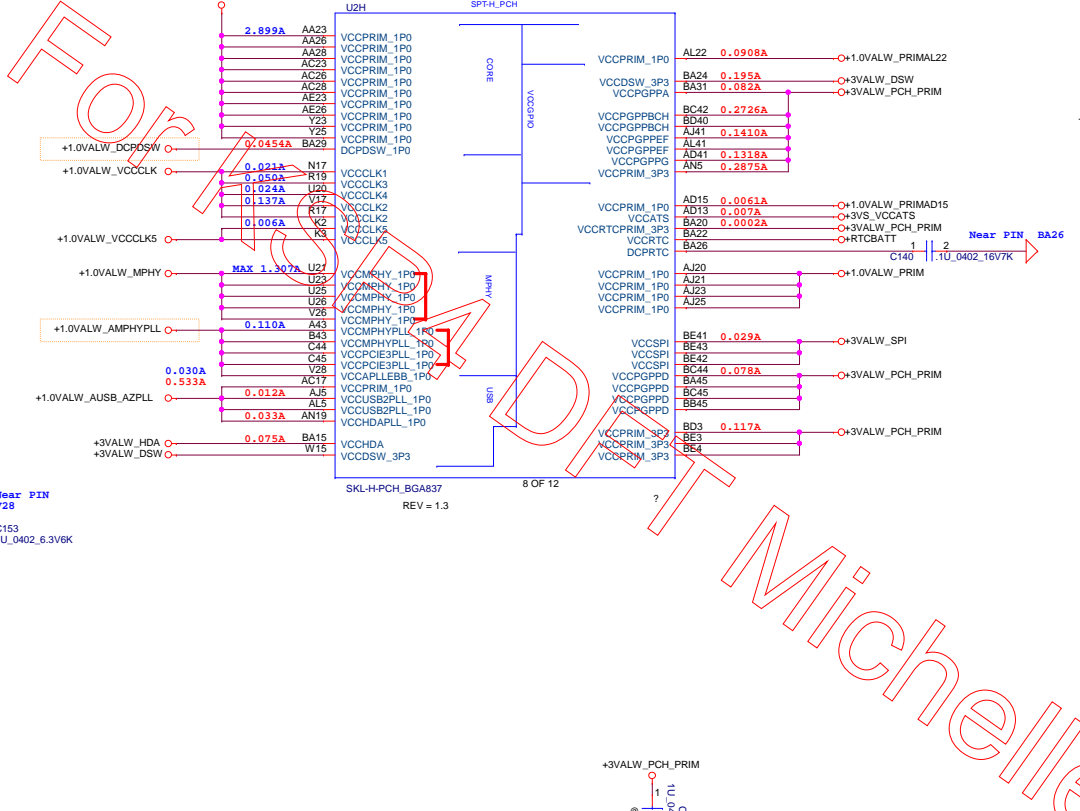 U2H
SPT-H_PCH
2.899A AA23 VCCPRIM_1P0
AA26 VCCPRIM_1P0
AA28 VCCPRIM_1P0
AC23 VCCPRIM_1P0
AC26 VCCPRIM_1P0
AC28 VCCPRIM_1P0
AE23 VCCPRIM_1P0
AE26 VCCPRIM_1P0
Y23 VCCPRIM_1P0
Y25 VCCPRIM_1P0
+1.0VALW_DCPDSW 0.0454A BA29 DCPDSW_1P0
+1.0VALW_VCCCLK 0.021A N17 VCCCLK1
0.050A R19 VCCCLK3
0.024A U20 VCCCLK4
0.137A V17 VCCCLK2
R17 VCCCLK2
0.006A K2 VCCCLK5
+1.0VALW_VCCCLK5 K3 VCCCLK5
+1.0VALW_MPHY MAX 1.307A U21 VCCMPHY_1P0
U23 VCCMPHY_1P0
U25 VCCMPHY_1P0
U26 VCCMPHY_1P0
V26 VCCMPHY_1P0
+1.0VALW_AMPHYPLL 0.110A A43 VCCMPHYPLL_1P0
B43 VCCMPHYPLL_1P0
C44 VCCPCIE3PLL_1P0
C45 VCCPCIE3PLL_1P0
0.030A V28 VCCAPLLEBB_1P0
0.533A AC17 VCCPRIM_1P0
+1.0VALW_AUSB_AZPLL 0.012A AJ5 VCCUSB2PLL_1P0
AL5 VCCUSB2PLL_1P0
0.033A AN19 VCCHDAPLL_1P0
+3VALW_HDA 0.075A BA15 VCCHDA
+3VALW_DSW W15 VCCDSW_3P3
CORE
VCCGPIO
MPHY
USB
VCCPRIM_1P0 AL22 0.0908A +1.0VALW_PRIMAL22
VCCDSW_3P3 BA24 0.195A +3VALW_DSW
VCCPGPPA BA31 0.082A +3VALW_PCH_PRIM
VCCPGPPBCH BC42 0.2726A
VCCPGPPBCH BD40
VCCPGPPEF AJ41 0.1410A
VCCPGPPEF AL41
VCCPGPPG AD41 0.1318A
VCCPRIM_3P3 AN5 0.2875A
VCCPRIM_1P0 AD15 0.0061A +1.0VALW_PRIMAD15
VCCATS AD13 0.007A +3VS_VCCATS
VCCRTCPRIM_3P3 BA20 0.0002A +3VALW_PCH_PRIM
VCCRTC BA22 +RTCBATT
DCPRTC BA26
Near PIN BA26
1 2
C140 .1U_0402_16V7K
VCCPRIM_1P0 AJ20 +1.0VALW_PRIM
VCCPRIM_1P0 AJ21
VCCPRIM_1P0 AJ23
VCCPRIM_1P0 AJ25
VCCSPI BE41 0.029A +3VALW_SPI
VCCSPI BE43
VCCSPI BE42
VCCPGPPD BC44 0.078A +3VALW_PCH_PRIM
VCCPGPPD BA45
VCCPGPPD BC45
VCCPGPPD BB45
VCCPRIM_3P3 BD3 0.117A +3VALW_PCH_PRIM
VCCPRIM_3P3 BE3
VCCPRIM_3P3 BE4
SKL-H-PCH_BGA837
8 OF 12
REV = 1.3
?
Near PIN
V28
C153
U_0402_6.3V6K
DT Michelle
+3VALW_PCH_PRIM
1